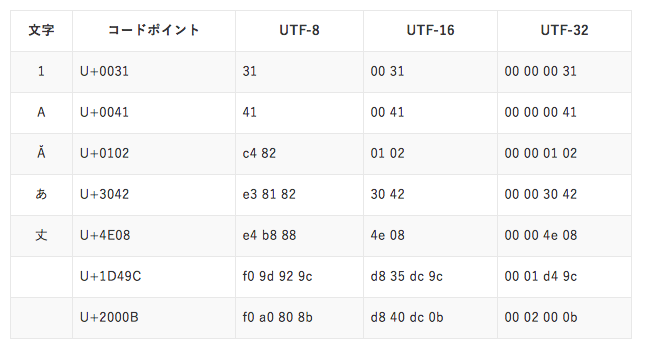 文字 コードポイント UTF-8 UTF-16 UTF-32
1 U+0031 31 00 31 00 00 00 31
A U+0041 41 00 41 00 00 00 41
Ă U+0102 c4 82 01 02 00 00 01 02
あ U+3042 e3 81 82 30 42 00 00 30 42
丈 U+4E08 e4 b8 88 4e 08 00 00 4e 08
U+1D49C f0 9d 92 9c d8 35 dc 9c 00 01 d4 9c
U+2000B f0 a0 80 8b d8 40 dc 0b 00 02 00 0b